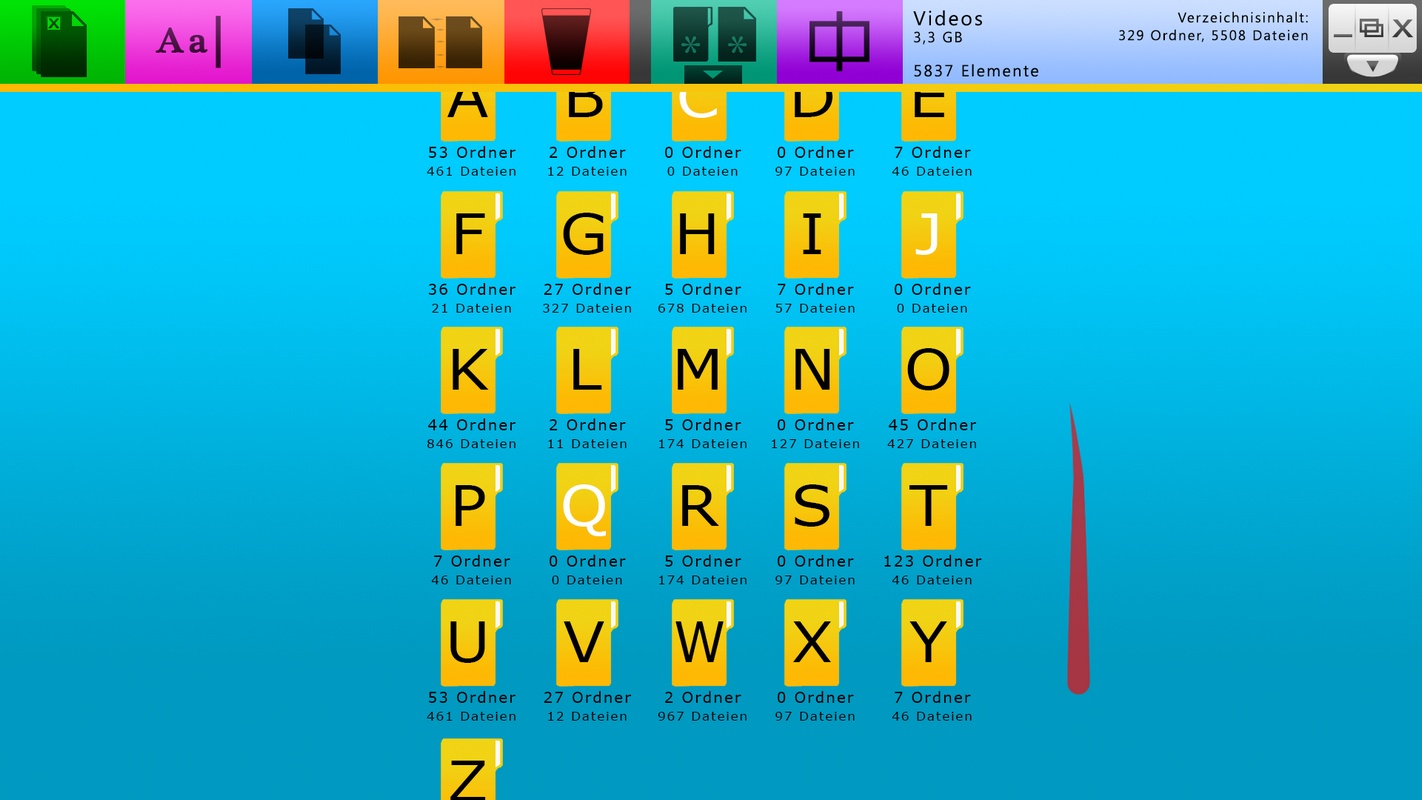 Aa
* *
Videos
3,3 GB
5837 Elemente
Verzeichnisinhalt:
329 Ordner, 5508 Dateien
X
A B C D E
53 Ordner 2 Ordner 0 Ordner 0 Ordner 7 Ordner
461 Dateien 12 Dateien 0 Dateien 97 Dateien 46 Dateien
F G H I J
36 Ordner 27 Ordner 5 Ordner 7 Ordner 0 Ordner
21 Dateien 327 Dateien 678 Dateien 57 Dateien 0 Dateien
K L M N O
44 Ordner 2 Ordner 5 Ordner 0 Ordner 45 Ordner
846 Dateien 11 Dateien 174 Dateien 127 Dateien 427 Dateien
P Q R S T
7 Ordner 0 Ordner 5 Ordner 0 Ordner 123 Ordner
46 Dateien 0 Dateien 174 Dateien 97 Dateien 46 Dateien
U V W X Y
53 Ordner 27 Ordner 2 Ordner 0 Ordner 7 Ordner
461 Dateien 12 Dateien 967 Dateien 97 Dateien 46 Dateien
Z